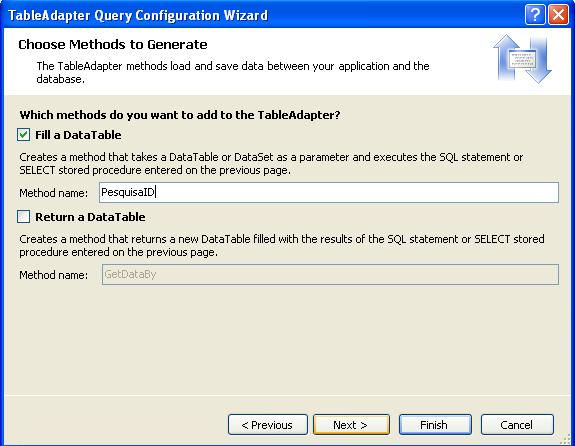 TableAdapter Query Configuration Wizard
Choose Methods to Generate
The TableAdapter methods load and save data between your application and the
database.
Which methods do you want to add to the TableAdapter?
Fill a DataTable
Creates a method that takes a DataTable or DataSet as a parameter and executes the SQL statement or
SELECT stored procedure entered on the previous page.
Method name: PesquisaID
Return a DataTable
Creates a method that returns a new DataTable filled with the results of the SQL statement or SELECT stored
procedure entered on the previous page.
Method name: GetDataBy
< Previous Next > Finish Cancel